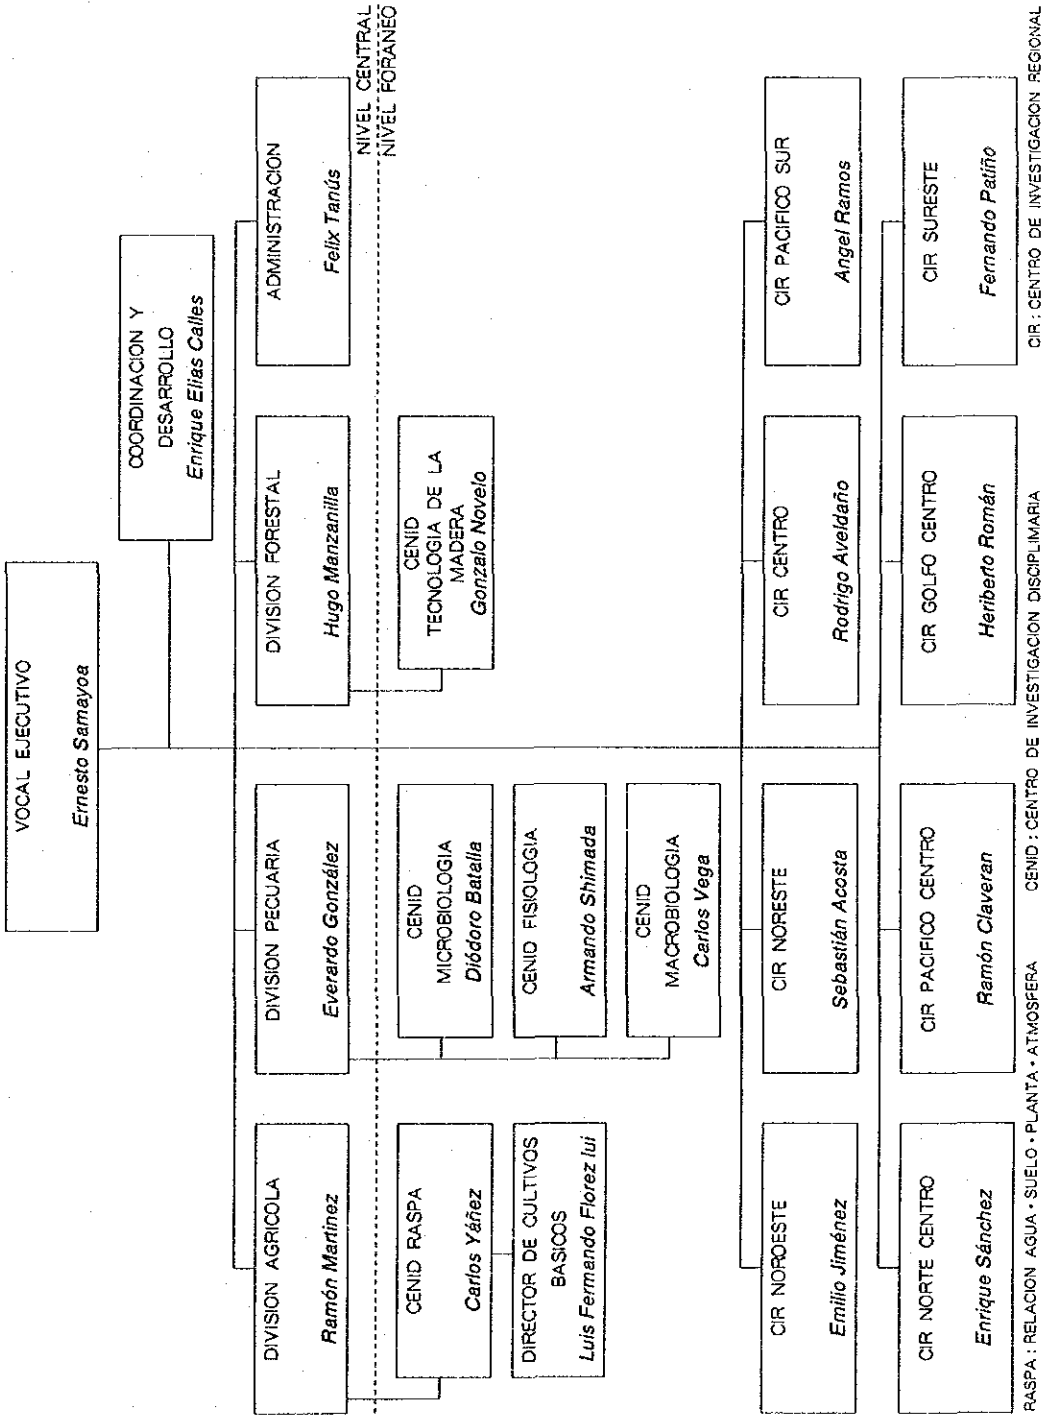 VOCAL EJECUTIVO
Ernesto Samayoa
COORDINACION Y
DESARROLLO
Enrique Elias Calles
DIVISION AGRICOLA
Ramón Martinez
DIVISION PECUARIA
Everardo González
DIVISION FORESTAL
Hugo Manzanilla
ADMINISTRACION
Felix Tanús
NIVEL CENTRAL
NIVEL FORANEO
CENID RASPA
Carlos Yáñez
DIRECTOR DE CULTIVOS
BASICOS
Luis Fermando Florez lui
CENID
MICROBIOLOGIA
Diódoro Batalla
CENID FISIOLOGIA
Armando Shimada
CENID
MACROBIOLOGIA
Carlos Vega
CENID
TECNOLOGIA DE LA
MADERA
Gonzalo Novelo
CIR NOROESTE
Emilio Jiménez
CIR NORESTE
Sebastián Acosta
CIR CENTRO
Rodrigo Aveldaño
CIR PACIFICO SUR
Angel Ramos
CIR NORTE CENTRO
Enrique Sánchez
CIR PACIFICO CENTRO
Ramón Claveran
CIR GOLFO CENTRO
Heriberto Román
CIR SURESTE
Fernando Patiño
RASPA : RELACION AGUA • SUELO • PLANTA • ATMOSFERA
CENID : CENTRO DE INVESTIGACION DISCIPLIMARIA
CIR : CENTRO DE INVESTIGACION REGIONAL